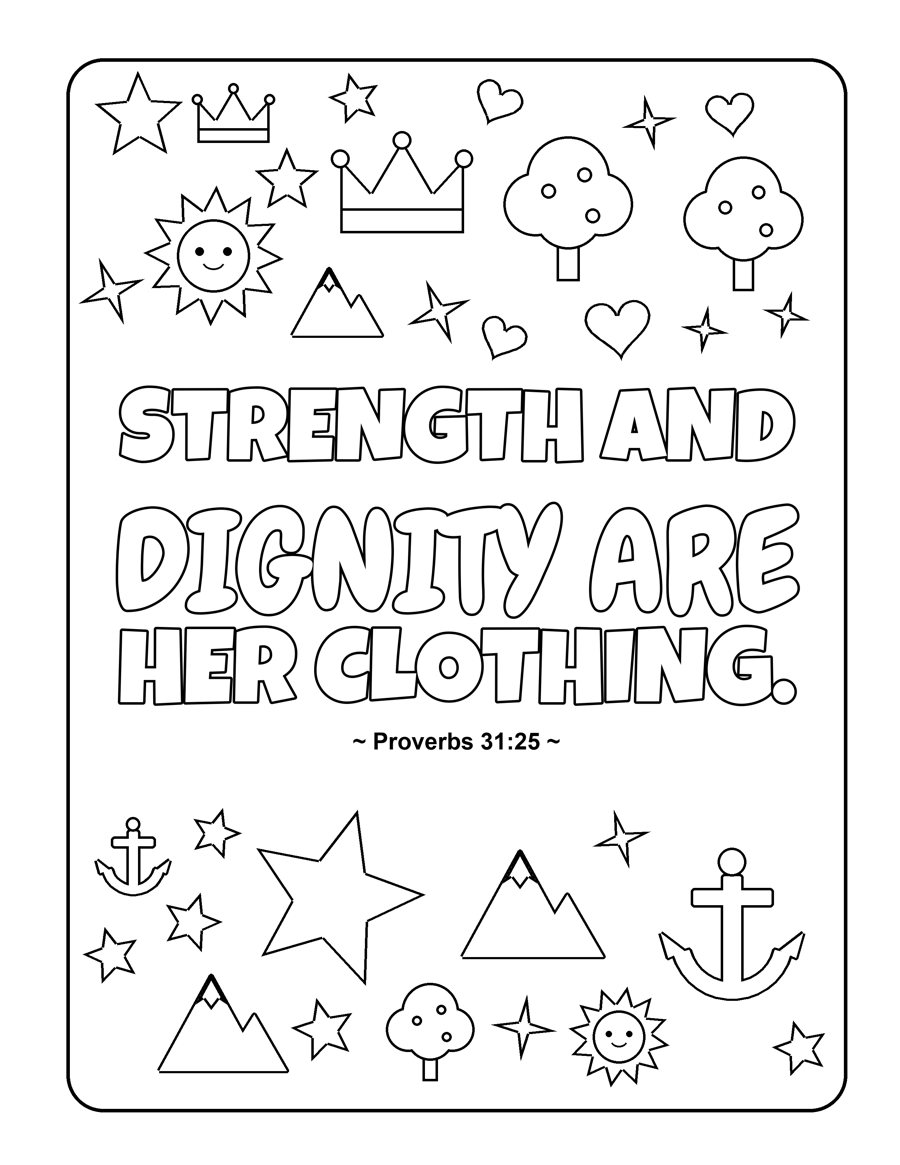 STRENGTH AND
DIGNITY ARE
HER CLOTHING.
~ Proverbs 31:25 ~